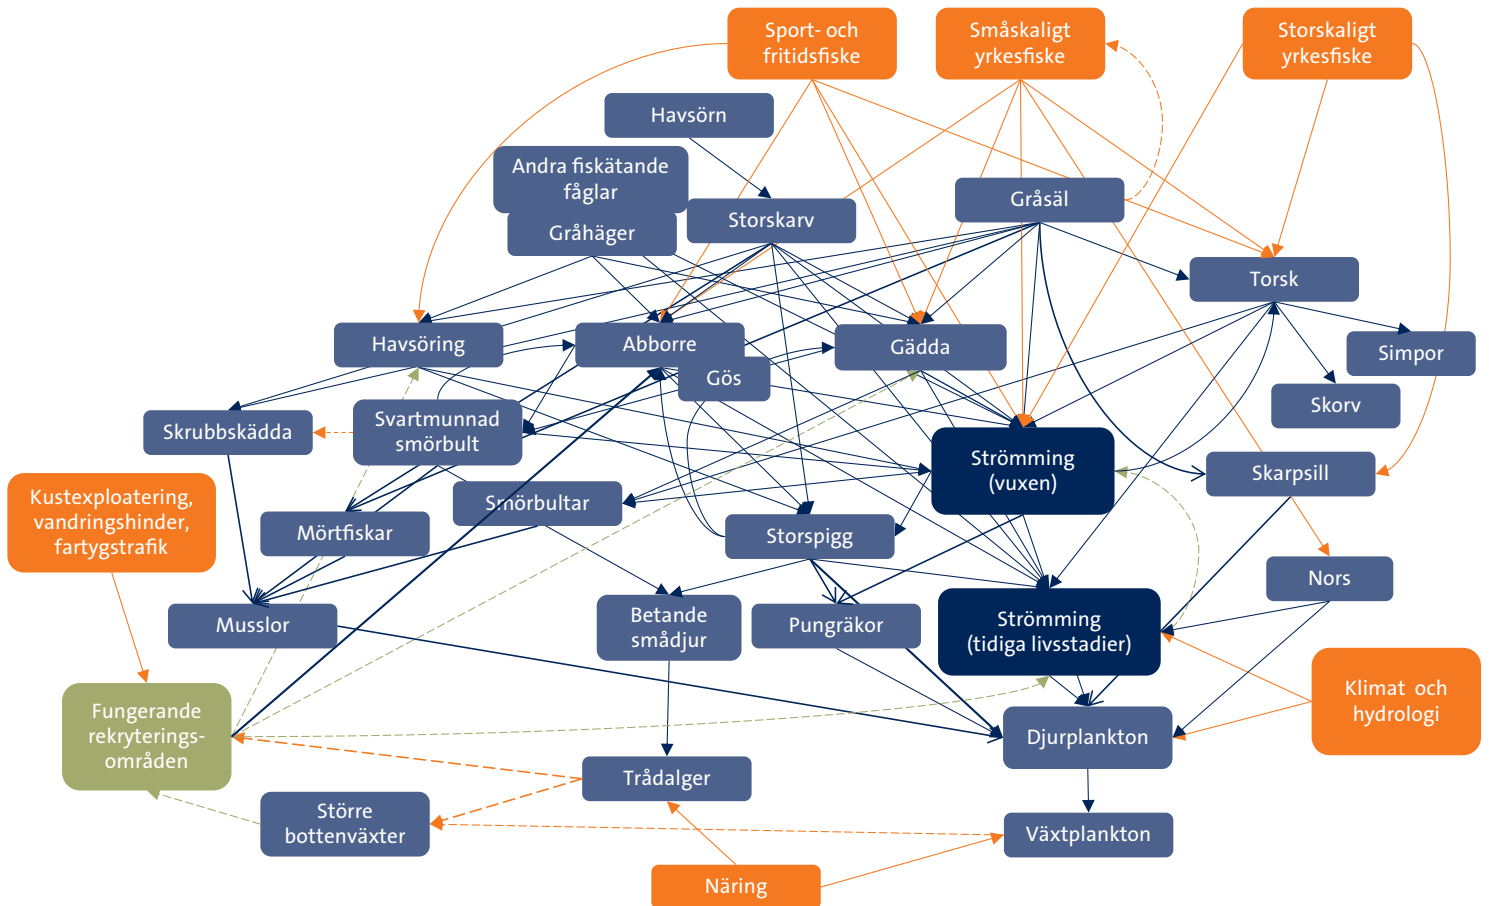 Sport- och
fritidsfiske
Småskaligt
yrkesfiske
Storskaligt
yrkesfiske
Havsörn
Andra fiskätande
fåglar
Gråhäger
Storskarv
Gråsäl
Torsk
Havsöring
Abborre
Gös
Gädda
Simpor
Skorv
Skrubbskädda
Svartmunnad
smörbult
Strömming
(vuxen)
Skarpsill
Kustexploatering,
vandringshinder,
fartygstrafik
Smörbultar
Mörtfiskar
Storspigg
Nors
Musslor
Betande
smådjur
Pungräkor
Strömming
(tidiga livsstadier)
Klimat och
hydrologi
Fungerande
rekryterings-
områden
Djurplankton
Trådalger
Större
bottenväxter
Växtplankton
Näring